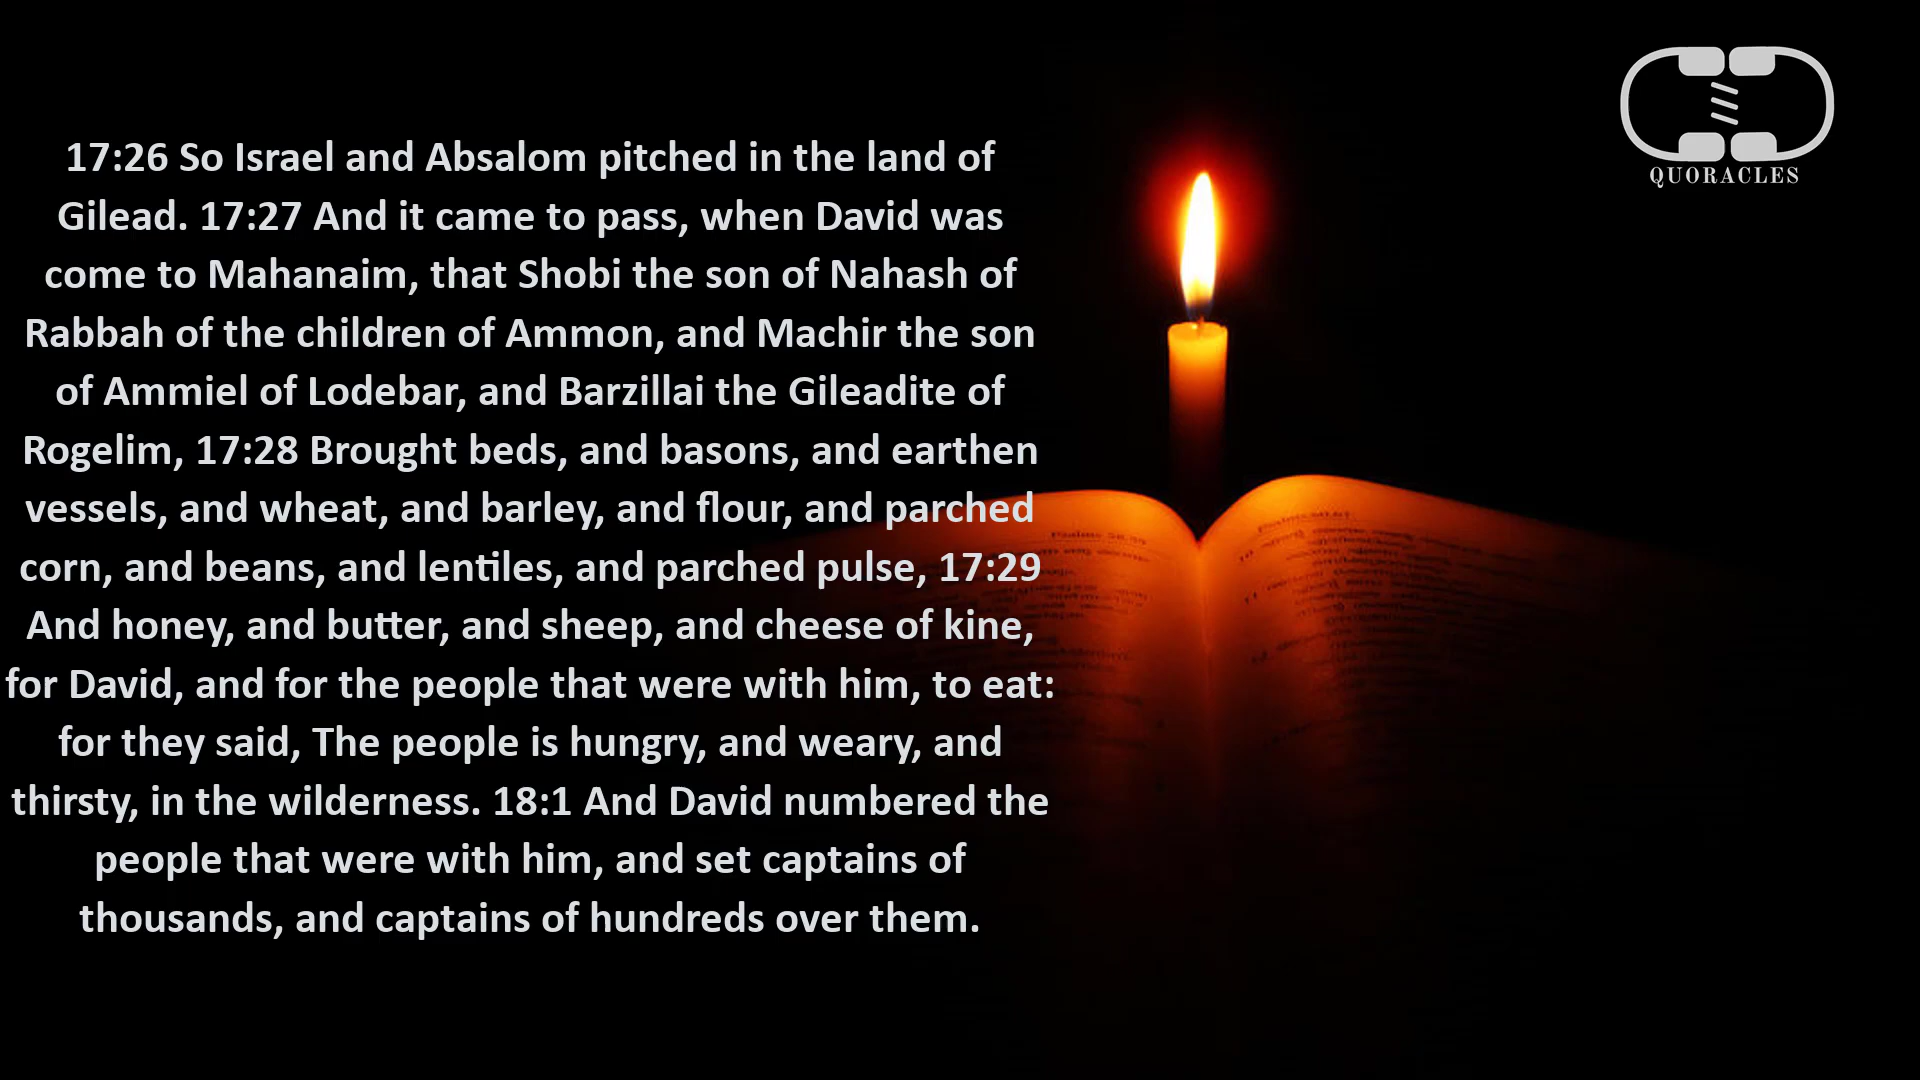 17:26 So Israel and Absalom pitched in the land of
Gilead. 17:27 And it came to pass, when David was
come to Mahanaim, that Shobi the son of Nahash of
Rabbah of the children of Ammon, and Machir the son
of Ammiel of Lodebar, and Barzillai the Gileadite of
Rogelim, 17:28 Brought beds, and basons, and earthen
vessels, and wheat, and barley, and flour, and parched
corn, and beans, and lentiles, and parched pulse, 17:29
And honey, and butter, and sheep, and cheese of kine,
for David, and for the people that were with him, to eat:
for they said, The people is hungry, and weary, and
thirsty, in the wilderness. 18:1 And David numbered the
people that were with him, and set captains of
thousands, and captains of hundreds over them.
QUORACLES